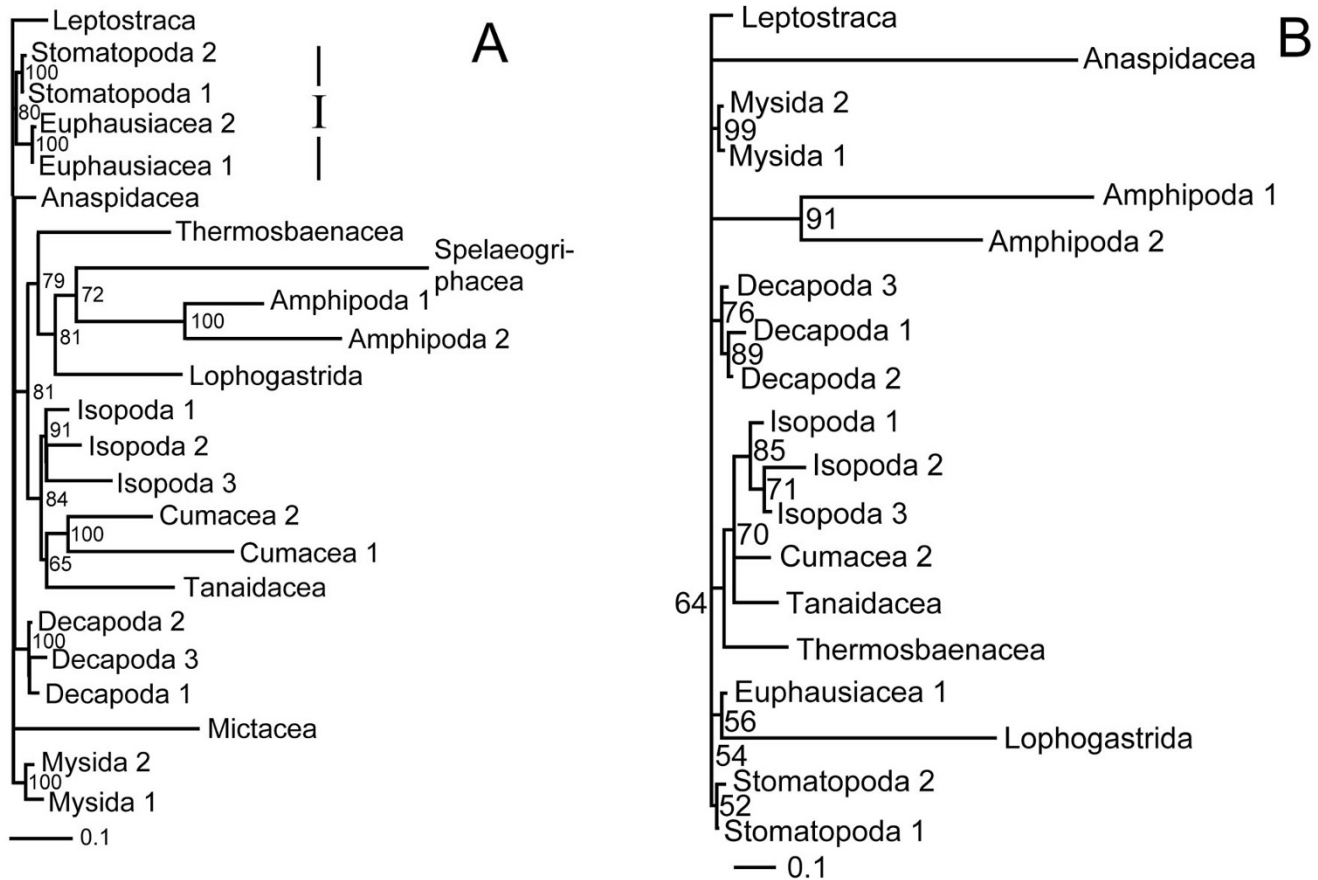 A
Leptostraca
Stomatopoda 2
100
Stomatopoda 1
I
80
Euphausiacea 2
100
Euphausiacea 1
Anaspidacea
Thermosbaenacea
Spelaeogri-
phacea
79
72
Amphipoda 1
100
Amphipoda 2
81
Lophogastrida
81
Isopoda 1
91
Isopoda 2
Isopoda 3
84
Cumacea 2
100
Cumacea 1
65
Tanaidacea
Decapoda 2
100
Decapoda 3
Decapoda 1
Mictacea
Mysida 2
100
Mysida 1
0.1
B
Leptostraca
Anaspidacea
Mysida 2
99
Mysida 1
Amphipoda 1
91
Amphipoda 2
Decapoda 3
76
Decapoda 1
89
Decapoda 2
Isopoda 1
85
Isopoda 2
71
Isopoda 3
70
Cumacea 2
64
Tanaidacea
Thermosbaenacea
Euphausiacea 1
56
Lophogastrida
54
Stomatopoda 2
52
Stomatopoda 1
0.1